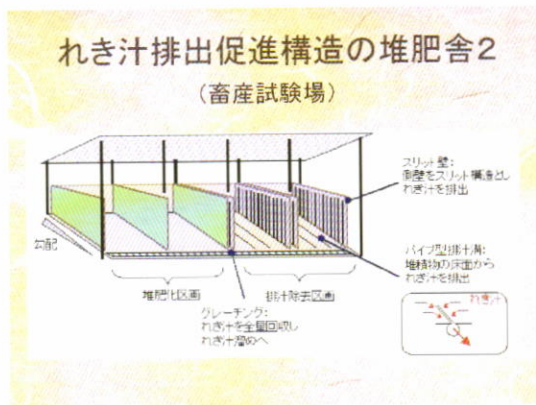 れき汁排出促進構造の堆肥舎2
(畜産試験場)
スリット壁:
側壁をスリット構造とし
れき汁を排出
勾配
パイプ型排汁溝:
堆積物の床面から
れき汁を排出
堆肥化区画
排汁除去区画
グレーチング:
れき汁を全量回収し
れき汁溜めへ
れき汁